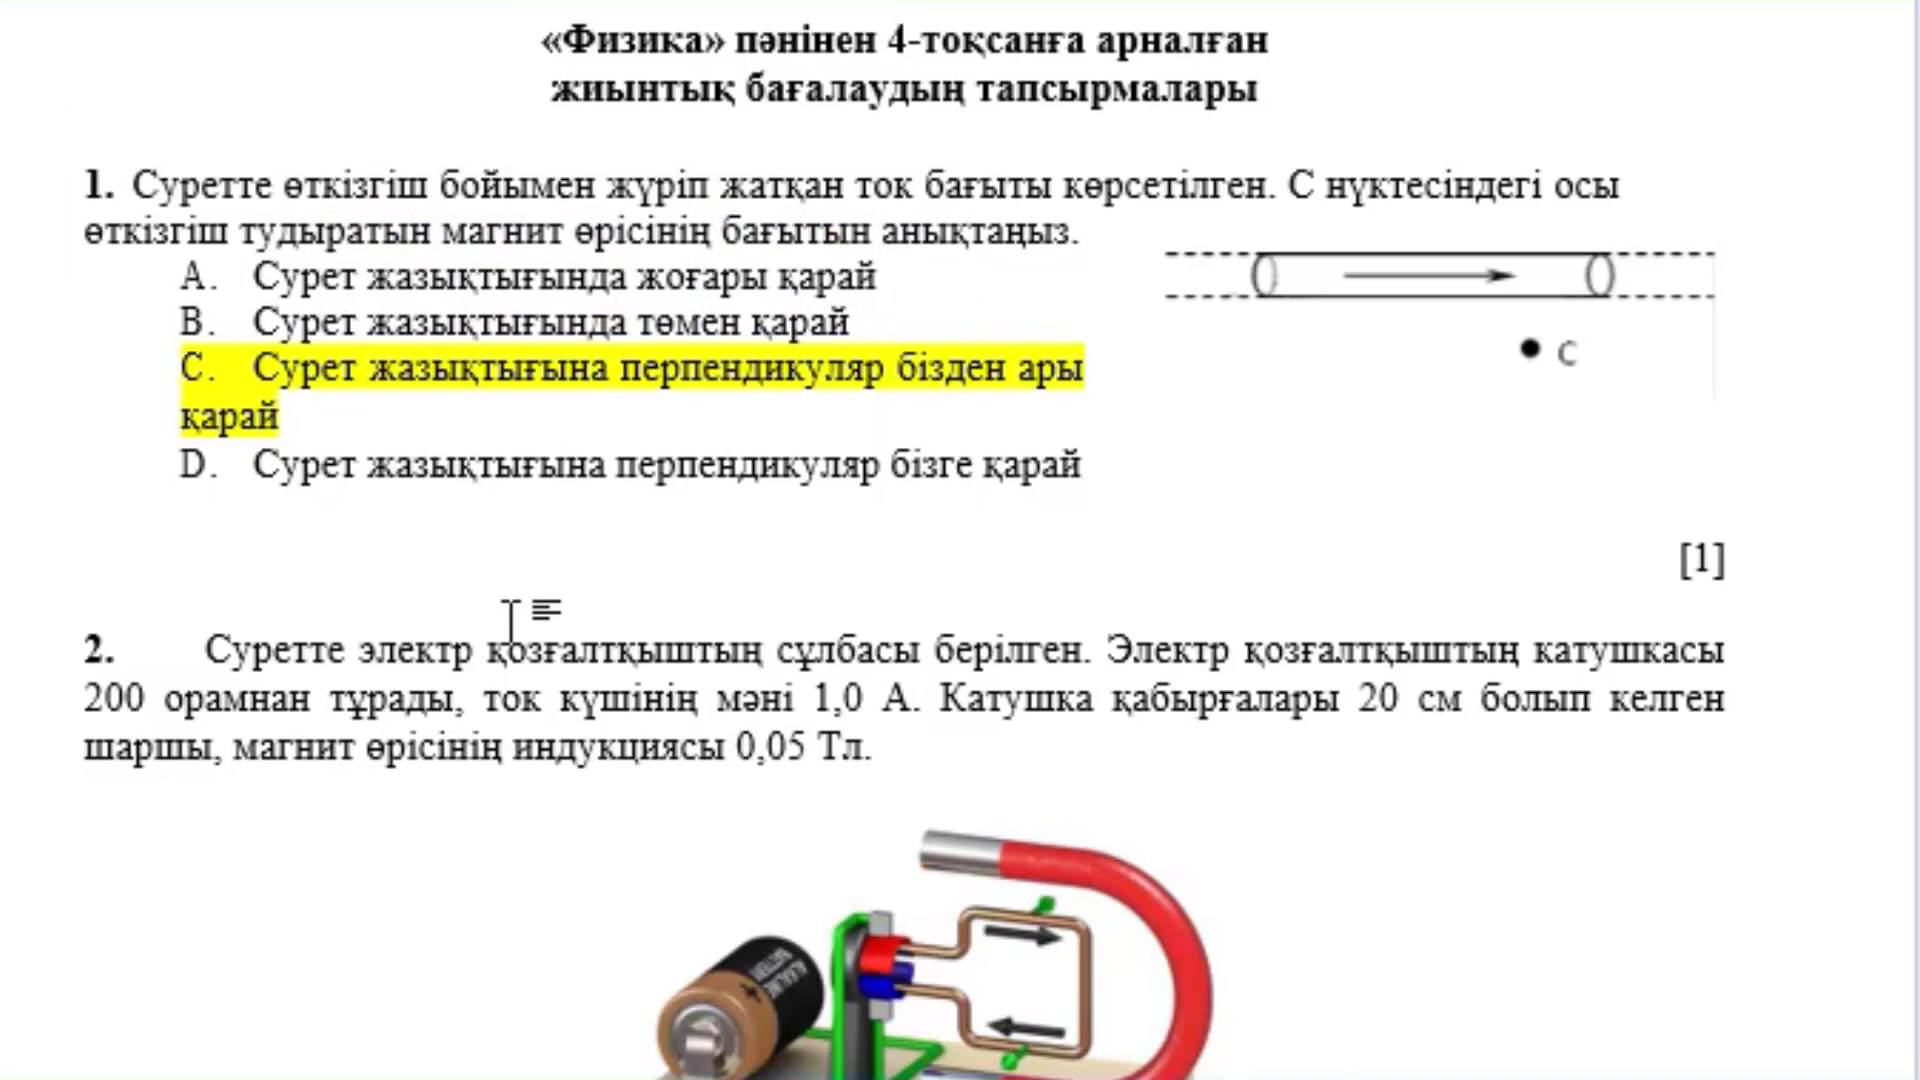 «Физика» пәнінен 4-тоқсанға арналған
жиынтық бағалаудың тапсырмалары
1. Суретте өткізгіш бойымен жүріп жатқан ток бағыты көрсетілген. С нүктесіндегі осы
өткізгіш тудыратын магнит өрісінің бағытын анықтаңыз.
A. Сурет жазықтығында жоғары қарай
B. Сурет жазықтығында төмен қарай
C. Сурет жазықтығына перпендикуляр бізден ары
қарай
D. Сурет жазықтығына перпендикуляр бізге қарай
C
[1]
2. Суретте электр қозғалтқыштың сұлбасы берілген. Электр қозғалтқыштың катушкасы
200 орамнан тұрады, ток күшінің мәні 1,0 А. Катушка қабырғалары 20 см болып келген
шаршы, магнит өрісінің индукциясы 0,05 Тл.
+